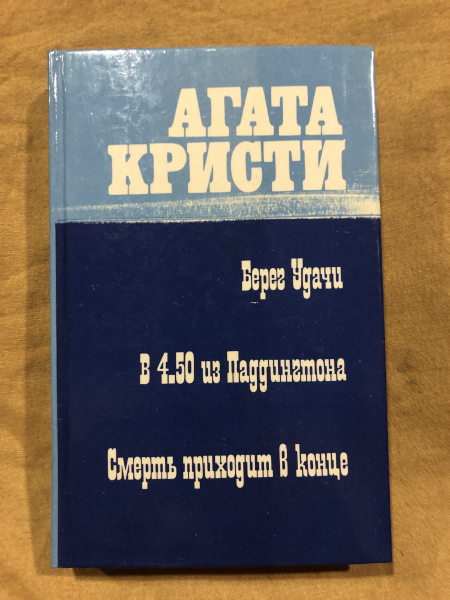 АГАТА
КРИСТИ
Берег Удачи
В 4.50 из Паддингтона
Смерть приходит в конце